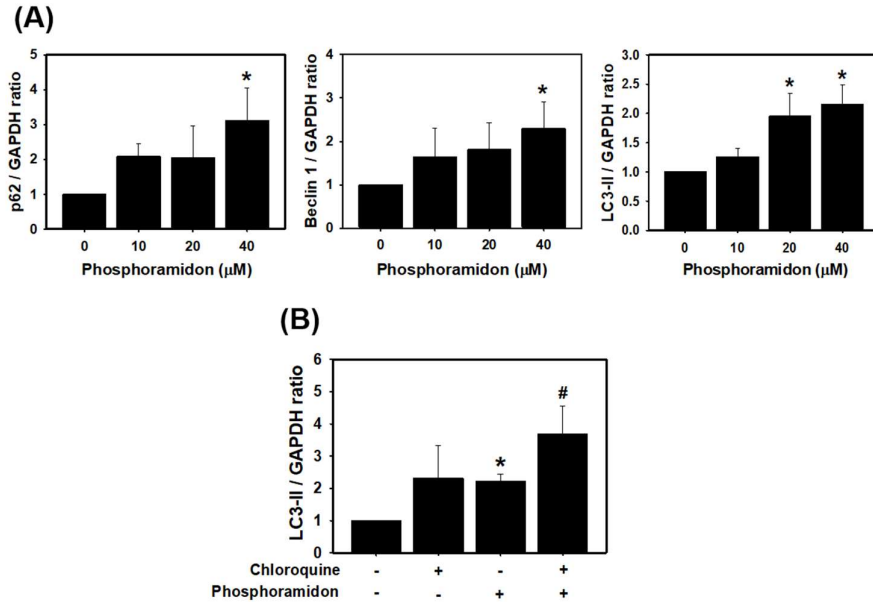 (A)
p62 / GAPDH ratio
5
4
3
2
1
0
*
0 10 20 40
Phosphoramidon (μM)
Beclin 1 / GAPDH ratio
4
3
2
1
0
*
0 10 20 40
Phosphoramidon (μM)
LC3-II / GAPDH ratio
3.0
2.5
2.0
1.5
1.0
0.5
0.0
* *
0 10 20 40
Phosphoramidon (μM)
(B)
LC3-II / GAPDH ratio
6
5
4
3
2
1
0
*
#
Chloroquine - + - +
Phosphoramidon - - + +